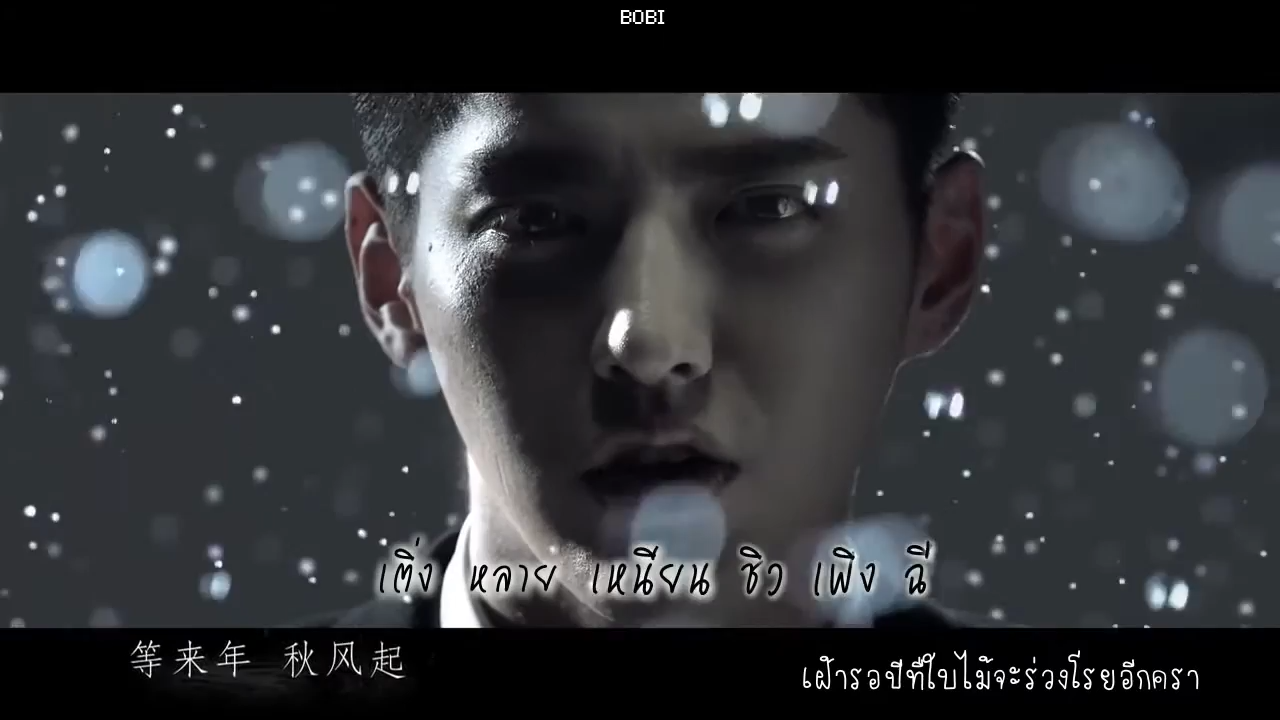 BOBI
เติ่ง หลาย เหนียน ชิว เฟิง ฉี่
等来年 秋风起
เฝ้ารอปีที่ใบไม้จะร่วงโรยอีกครา